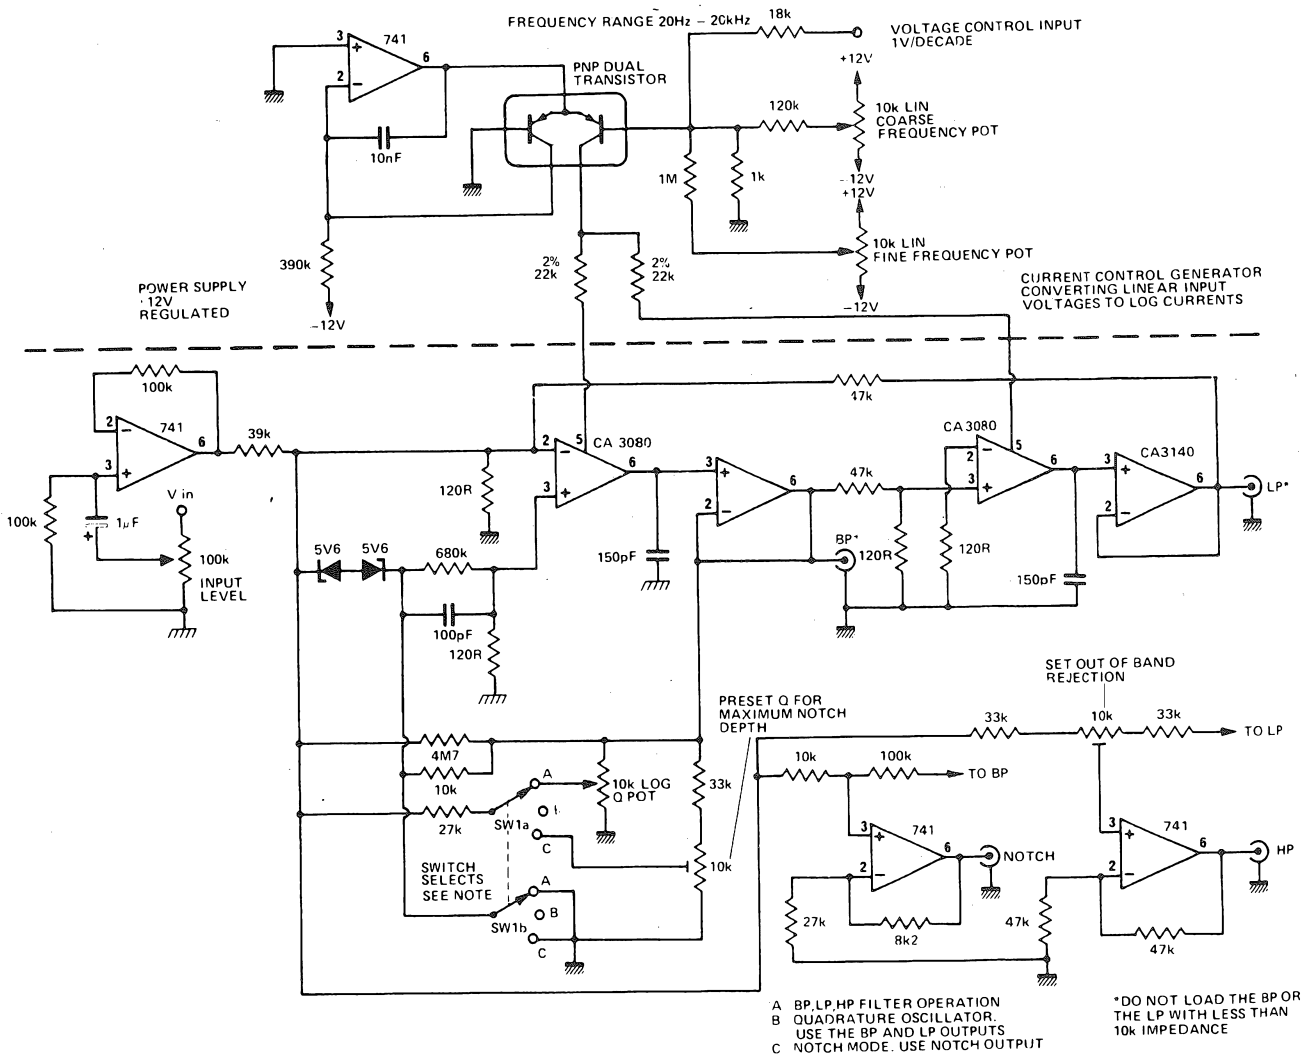 FREQUENCY RANGE 20Hz – 20kHz
18k
VOLTAGE CONTROL INPUT
1V/DECADE
3
741
6
2
PNP DUAL
TRANSISTOR
+12V
120k
10k LIN
COARSE
FREQUENCY POT
10nF
1M
1k
-12V
+12V
10k LIN
FINE FREQUENCY POT
390k
2%
22k
2%
22k
CURRENT CONTROL GENERATOR
CONVERTING LINEAR INPUT
VOLTAGES TO LOG CURRENTS
POWER SUPPLY
12V
REGULATED
-12V
-12V
100k
2
741
6
3
39k
47k
2
5
CA 3080
6
3
CA3080
5
2
6
3
3
CA3140
6
2
LP*
120R
3
6
2
47k
100k
1µF
+
V in
100k
INPUT
LEVEL
5V6
5V6
680k
150pF
BP*
120R
120R
150pF
100pF
120R
SET OUT OF BAND
REJECTION
PRESET Q FOR
MAXIMUM NOTCH
DEPTH
33k
10k
33k
TO LP
4M7
10k
A
10k LOG
Q POT
33k
10k
100k
TO BP
27k
SW1a
C
10k
3
741
6
2
NOTCH
3
741
6
2
HP
SWITCH
SELECTS
SEE NOTE
A
B
SW1b
C
27k
8k2
47k
47k
A BP,LP,HP FILTER OPERATION
B QUADRATURE OSCILLATOR.
USE THE BP AND LP OUTPUTS
C NOTCH MODE. USE NOTCH OUTPUT
*DO NOT LOAD THE BP OR
THE LP WITH LESS THAN
10k IMPEDANCE